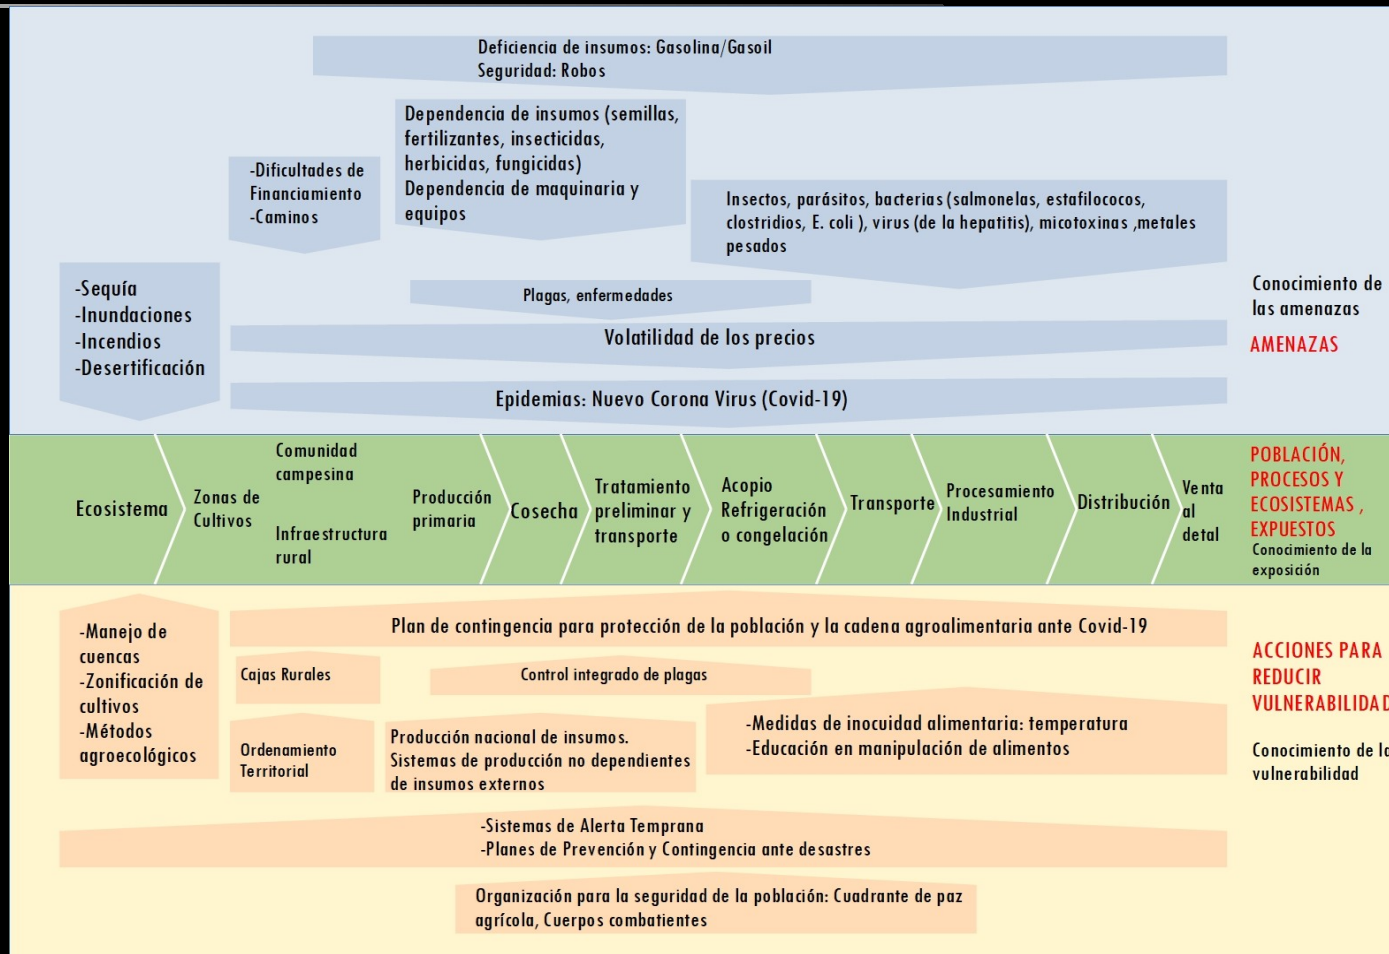 Deficiencia de insumos: Gasolina/Gasoil
Seguridad: Robos
Dependencia de insumos (semillas,
fertilizantes, insecticidas,
herbicidas, fungicidas)
Dependencia de maquinaria y
equipos
-Dificultades de
Financiamiento
-Caminos
Insectos, parásitos, bacterias (salmonelas, estafilococos,
clostridios, E. coli ), virus (de la hepatitis), micotoxinas ,metales
pesados
-Sequía
-Inundaciones
-Incendios
-Desertificación
Plagas, enfermedades
Volatilidad de los precios
Epidemias: Nuevo Corona Virus (Covid-19)
Conocimiento de
las amenazas
AMENAZAS
Ecosistema
Zonas de
Cultivos
Comunidad
campesina
Infraestructura
rural
Producción
primaria
Cosecha
Tratamiento
preliminar y
transporte
Acopio
Refrigeración
o congelación
Transporte
Procesamiento
Industrial
Distribución
Venta
al
detal
POBLACIÓN,
PROCESOS Y
ECOSISTEMAS ,
EXPUESTOS
Conocimiento de la
exposición
-Manejo de
cuencas
-Zonificación de
cultivos
-Métodos
agroecológicos
Plan de contingencia para protección de la población y la cadena agroalimentaria ante Covid-19
Cajas Rurales
Control integrado de plagas
Ordenamiento
Territorial
Producción nacional de insumos.
Sistemas de producción no dependientes
de insumos externos
-Medidas de inocuidad alimentaria: temperatura
-Educación en manipulación de alimentos
-Sistemas de Alerta Temprana
-Planes de Prevención y Contingencia ante desastres
Organización para la seguridad de la población: Cuadrante de paz
agrícola, Cuerpos combatientes
ACCIONES PARA
REDUCIR
VULNERABILIDAD
Conocimiento de la
vulnerabilidad